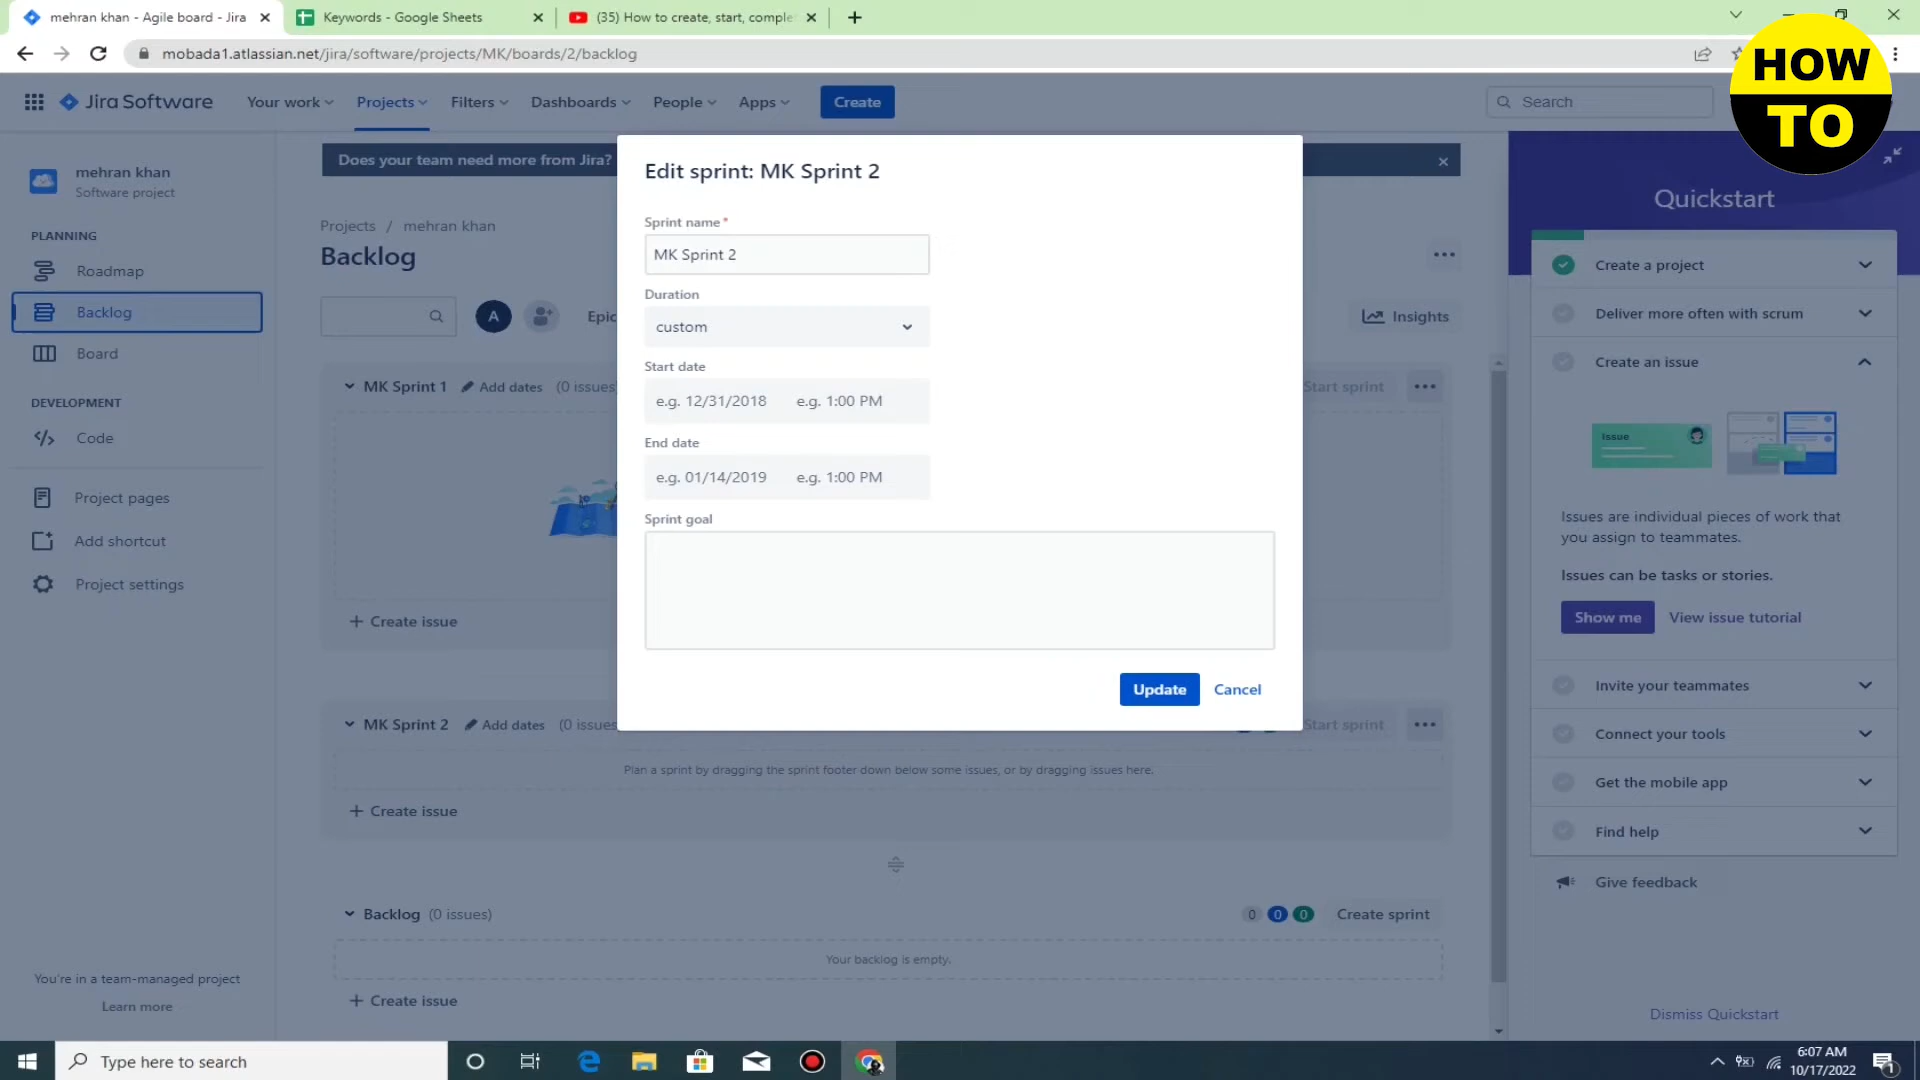 mehran khan - Agile board - Jira
Keywords - Google Sheets
(35) How to create, start, comple
mobada1.atlassian.net/jira/software/projects/MK/boards/2/backlog
HOW
TO
Jira Software
Your work
Projects
Filters
Dashboards
People
Apps
Create
Search
mehran khan
Software project
PLANNING
Roadmap
Backlog
Board
DEVELOPMENT
Code
Project pages
Add shortcut
Project settings
You're in a team-managed project
Learn more
Does your team need more from Jira?
Projects / mehran khan
Backlog
A
Epic
Insights
MK Sprint 1
Add dates
(0 issues
Start sprint
+ Create issue
MK Sprint 2
Add dates
(0 issues
Start sprint
Plan a sprint by dragging the sprint footer down below some issues, or by dragging issues here.
+ Create issue
Backlog (0 issues)
0 0 0
Create sprint
Your backlog is empty.
+ Create issue
Edit sprint: MK Sprint 2
Sprint name *
MK Sprint 2
Duration
custom
Start date
e.g. 12/31/2018 e.g. 1:00 PM
End date
e.g. 01/14/2019 e.g. 1:00 PM
Sprint goal
Update
Cancel
Quickstart
Create a project
Deliver more often with scrum
Create an issue
Issue
Issues are individual pieces of work that
you assign to teammates.
Issues can be tasks or stories.
Show me
View issue tutorial
Invite your teammates
Connect your tools
Get the mobile app
Find help
Give feedback
Dismiss Quickstart
Type here to search
6:07 AM
10/17/2022
1